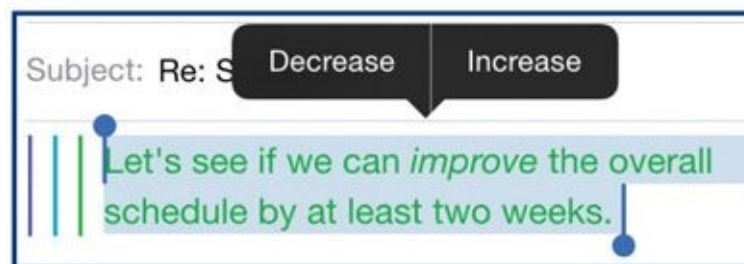 Decrease Increase
Subject: Re: S
Let's see if we can improve the overall
schedule by at least two weeks.